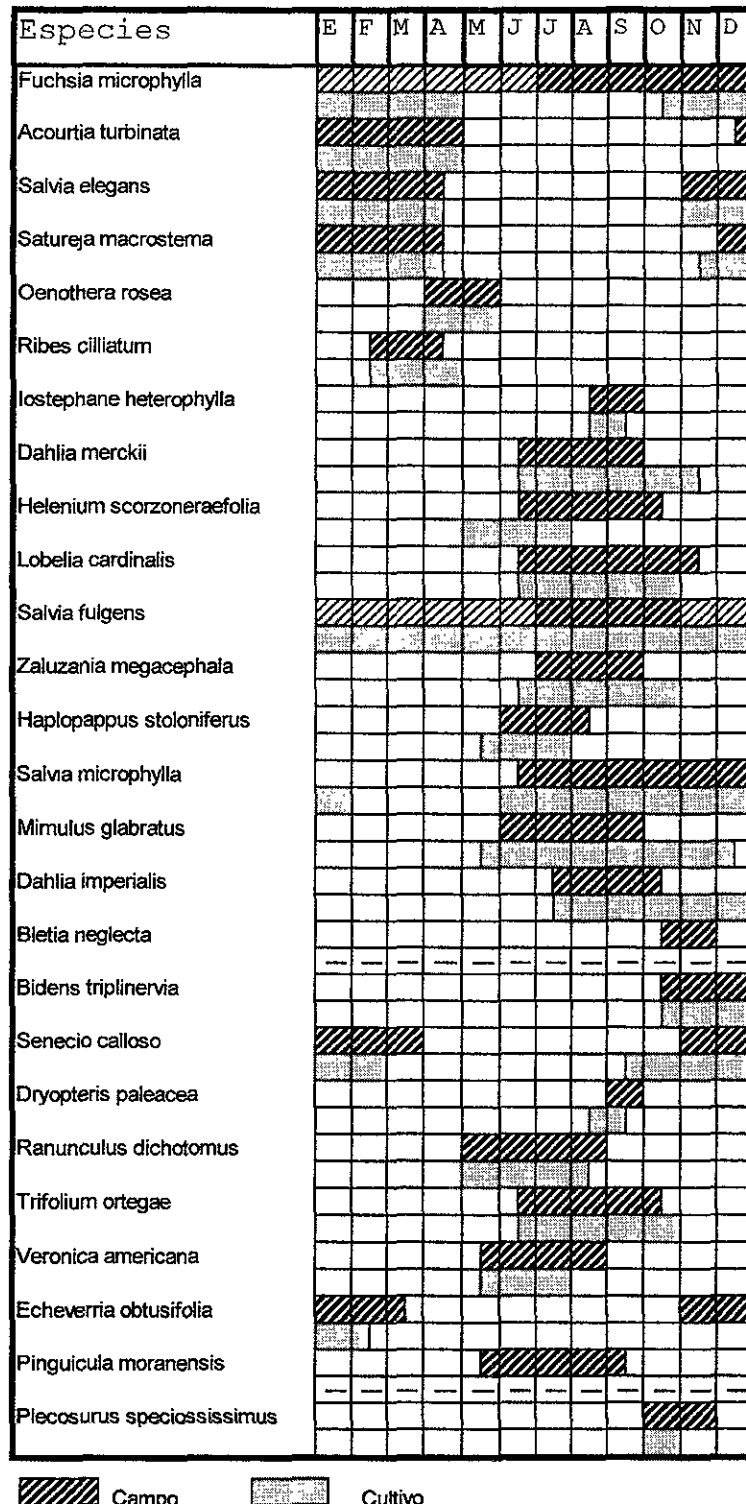 Especies E F M A M J J A S O N D
Fuchsia microphylla
Acourtia turbinata
Salvia elegans
Satureja macrostema
Oenothera rosea
Ribes cilliatum
Iostephane heterophylla
Dahlia merckii
Helenium scorzoneraefolia
Lobelia cardinalis
Salvia fulgens
Zaluzania megacephala
Haplopappus stoloniferus
Salvia microphylla
Mimulus glabratus
Dahlia imperialis
Bletia neglecta
Bidens triplinervia
Senecio calloso
Dryopteris paleacea
Ranunculus dichotomus
Trifolium ortegae
Veronica americana
Echeverria obtusifolia
Pinguicula moranensis
Plecosurus speciossissimus
Campo Cultivo